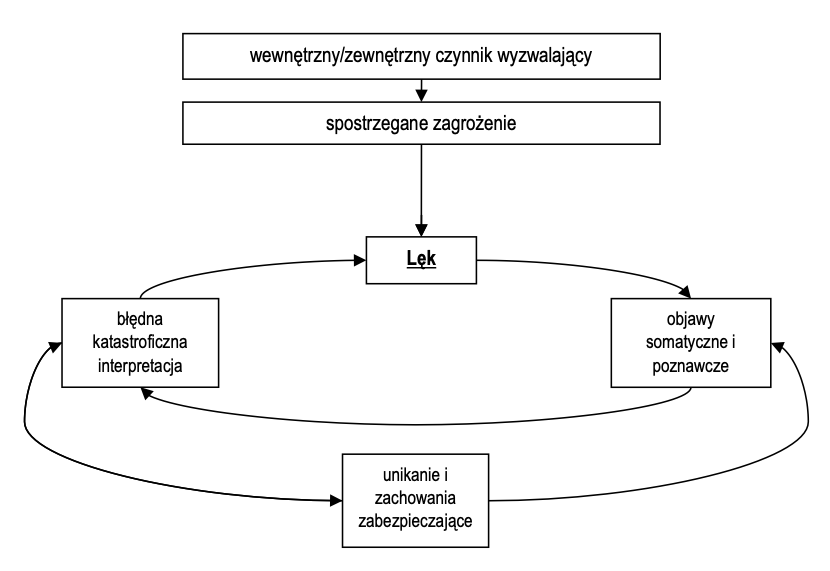 wewnętrzny/zewnętrzny czynnik wyzwalający
spostrzegane zagrożenie
Lęk
błędna
katastroficzna
interpretacja
objawy
somatyczne i
poznawcze
unikanie i
zachowania
zabezpieczające